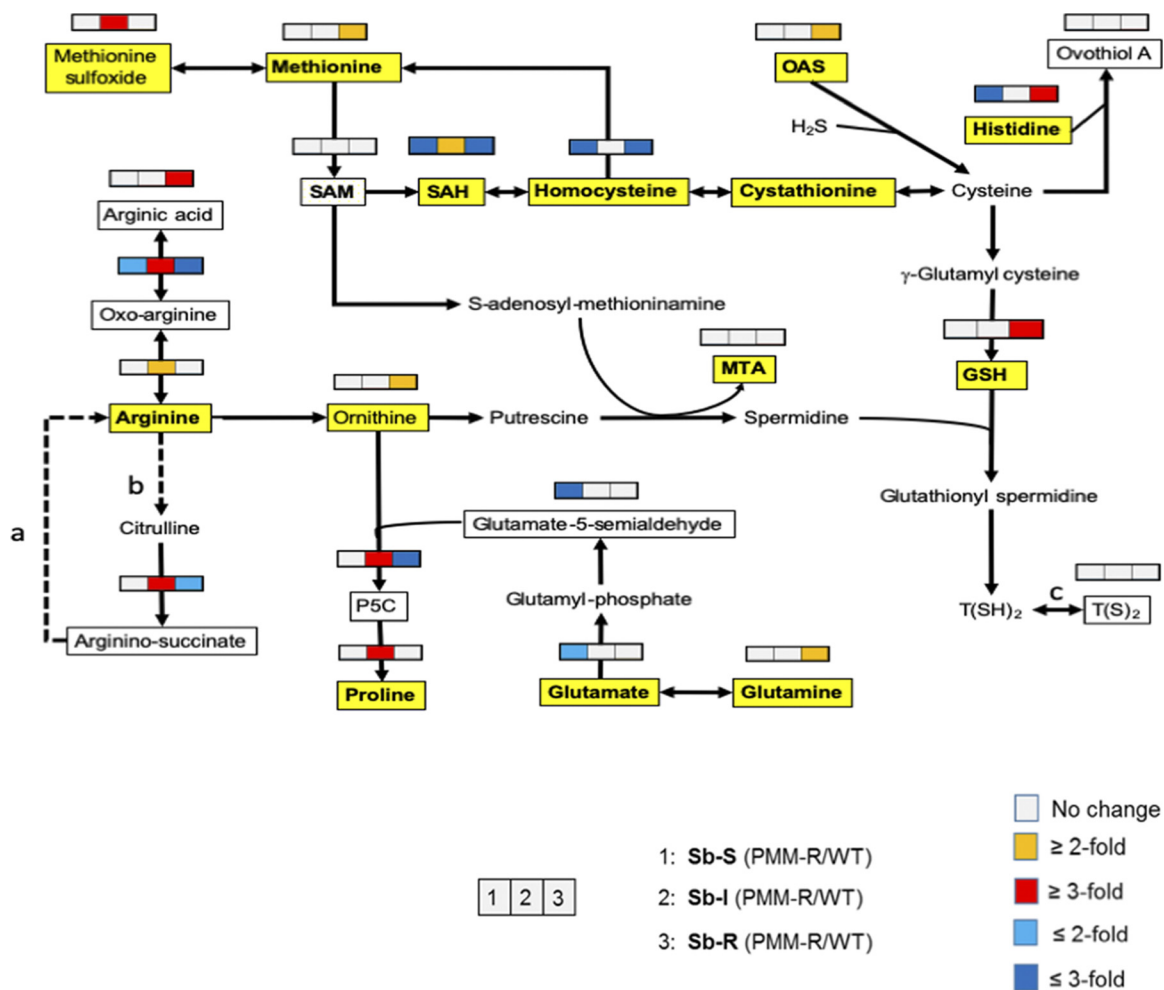 Methionine
sulfoxide
Methionine
OAS
Ovothiol A
H2S
Histidine
SAM
SAH
Homocysteine
Cystathionine
Cysteine
Arginic acid
γ-Glutamyl cysteine
Oxo-arginine
S-adenosyl-methioninamine
MTA
GSH
Arginine
Ornithine
Putrescine
Spermidine
b
a
Citrulline
Glutamate-5-semialdehyde
Glutathionyl spermidine
P5C
Glutamyl-phosphate
T(SH)2
c
T(S)2
Arginino-succinate
Proline
Glutamate
Glutamine
No change
≥ 2-fold
≥ 3-fold
≤ 2-fold
≤ 3-fold
1 2 3
1: Sb-S (PMM-R/WT)
2: Sb-I (PMM-R/WT)
3: Sb-R (PMM-R/WT)